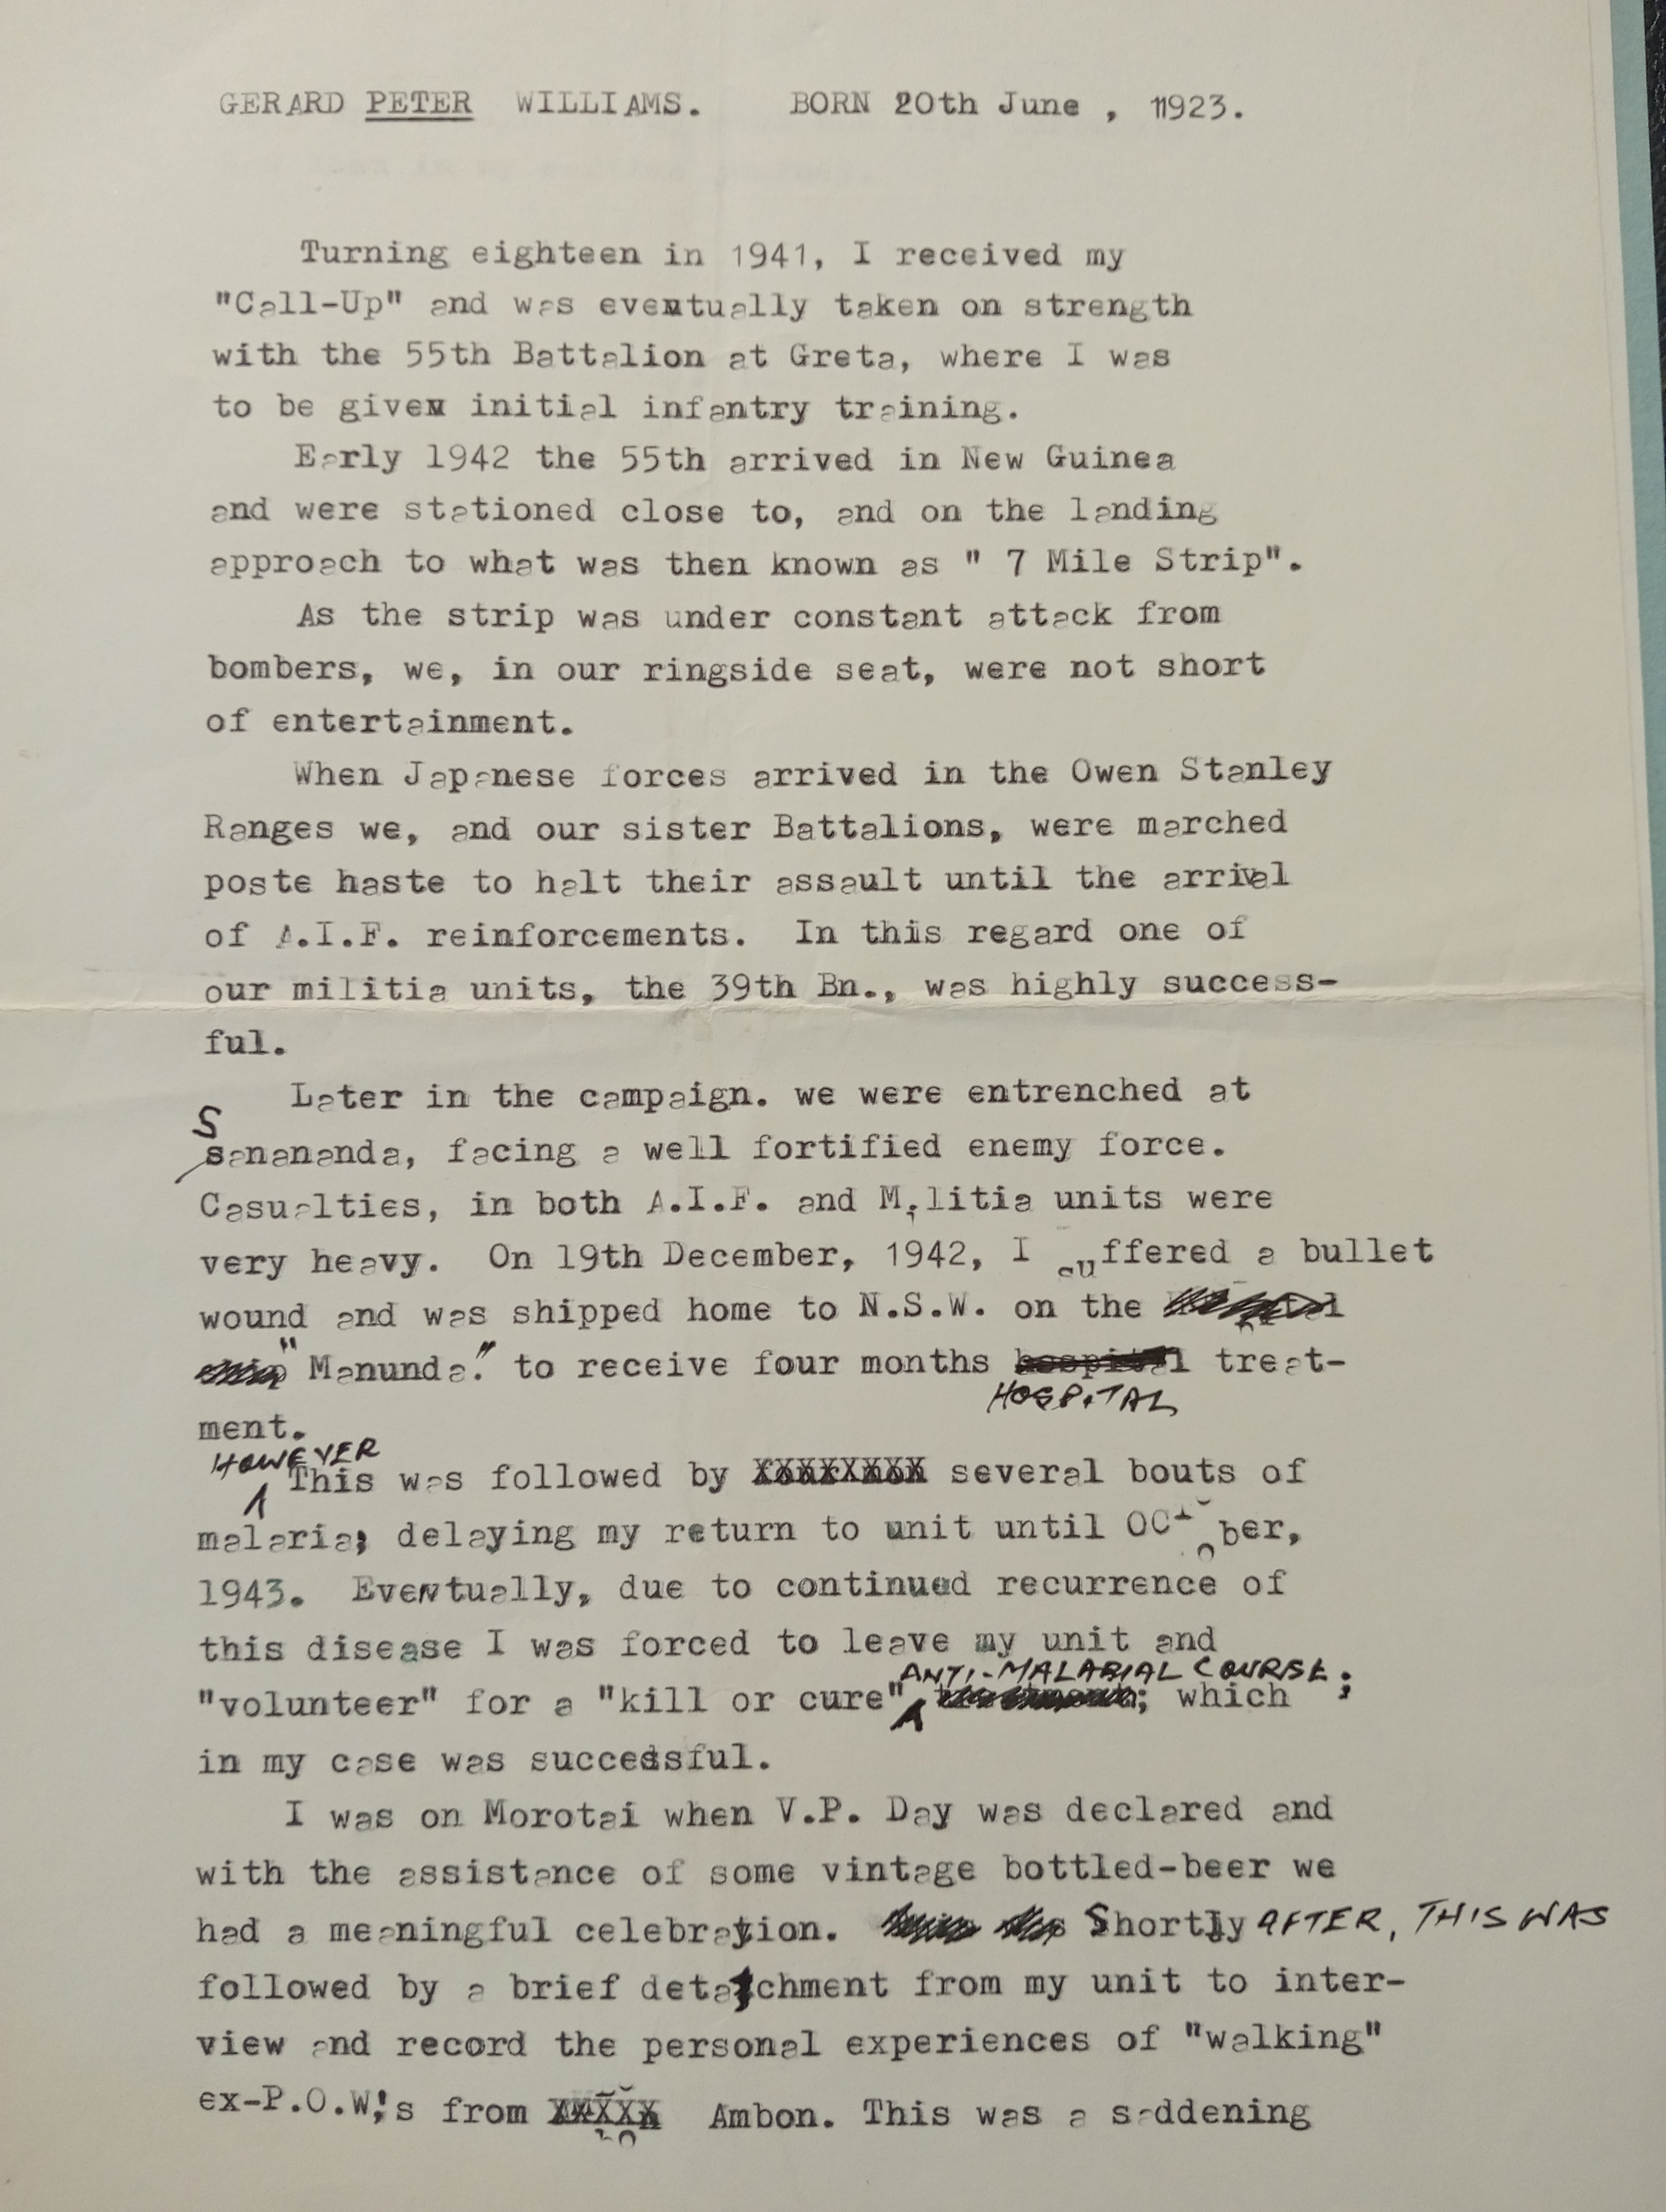 GERARD PETER WILLIAMS. BORN 20th June , 1923.
Turning eighteen in 1941, I received my
"Call-Up" and was eventually taken on strength
with the 55th Battalion at Greta, where I was
to be given initial infantry training.
Early 1942 the 55th arrived in New Guinea
and were stationed close to, and on the landing
approach to what was then known as " 7 Mile Strip".
As the strip was under constant attack from
bombers, we, in our ringside seat, were not short
of entertainment.
When Japanese forces arrived in the Owen Stanley
Ranges we, and our sister Battalions, were marched
poste haste to halt their assault until the arrival
of A.I.F. reinforcements. In this regard one of
our militia units, the 39th Bn., was highly success-
ful.
Later in the campaign. we were entrenched at
Sanananda, facing a well fortified enemy force.
Casualties, in both A.I.F. and Militia units were
very heavy. On 19th December, 1942, I suffered a bullet
wound and was shipped home to N.S.W. on the
"Manunda." to receive four months hospital treat-
HOSPITAL
ment.
HOWEVER
This was followed by several bouts of
malaria; delaying my return to unit until OCtober,
1943. Eventually, due to continued recurrence of
this disease I was forced to leave my unit and
ANTI-MALARIAL COURSE;
"volunteer" for a "kill or cure" ; which
in my case was successful.
I was on Morotai when V.P. Day was declared and
with the assistance of some vintage bottled-beer we
had a meaningful celebration. Shortly AFTER, THIS WAS
followed by a brief detachment from my unit to inter-
view and record the personal experiences of "walking"
ex-P.O.W!s from Ambon. This was a saddening